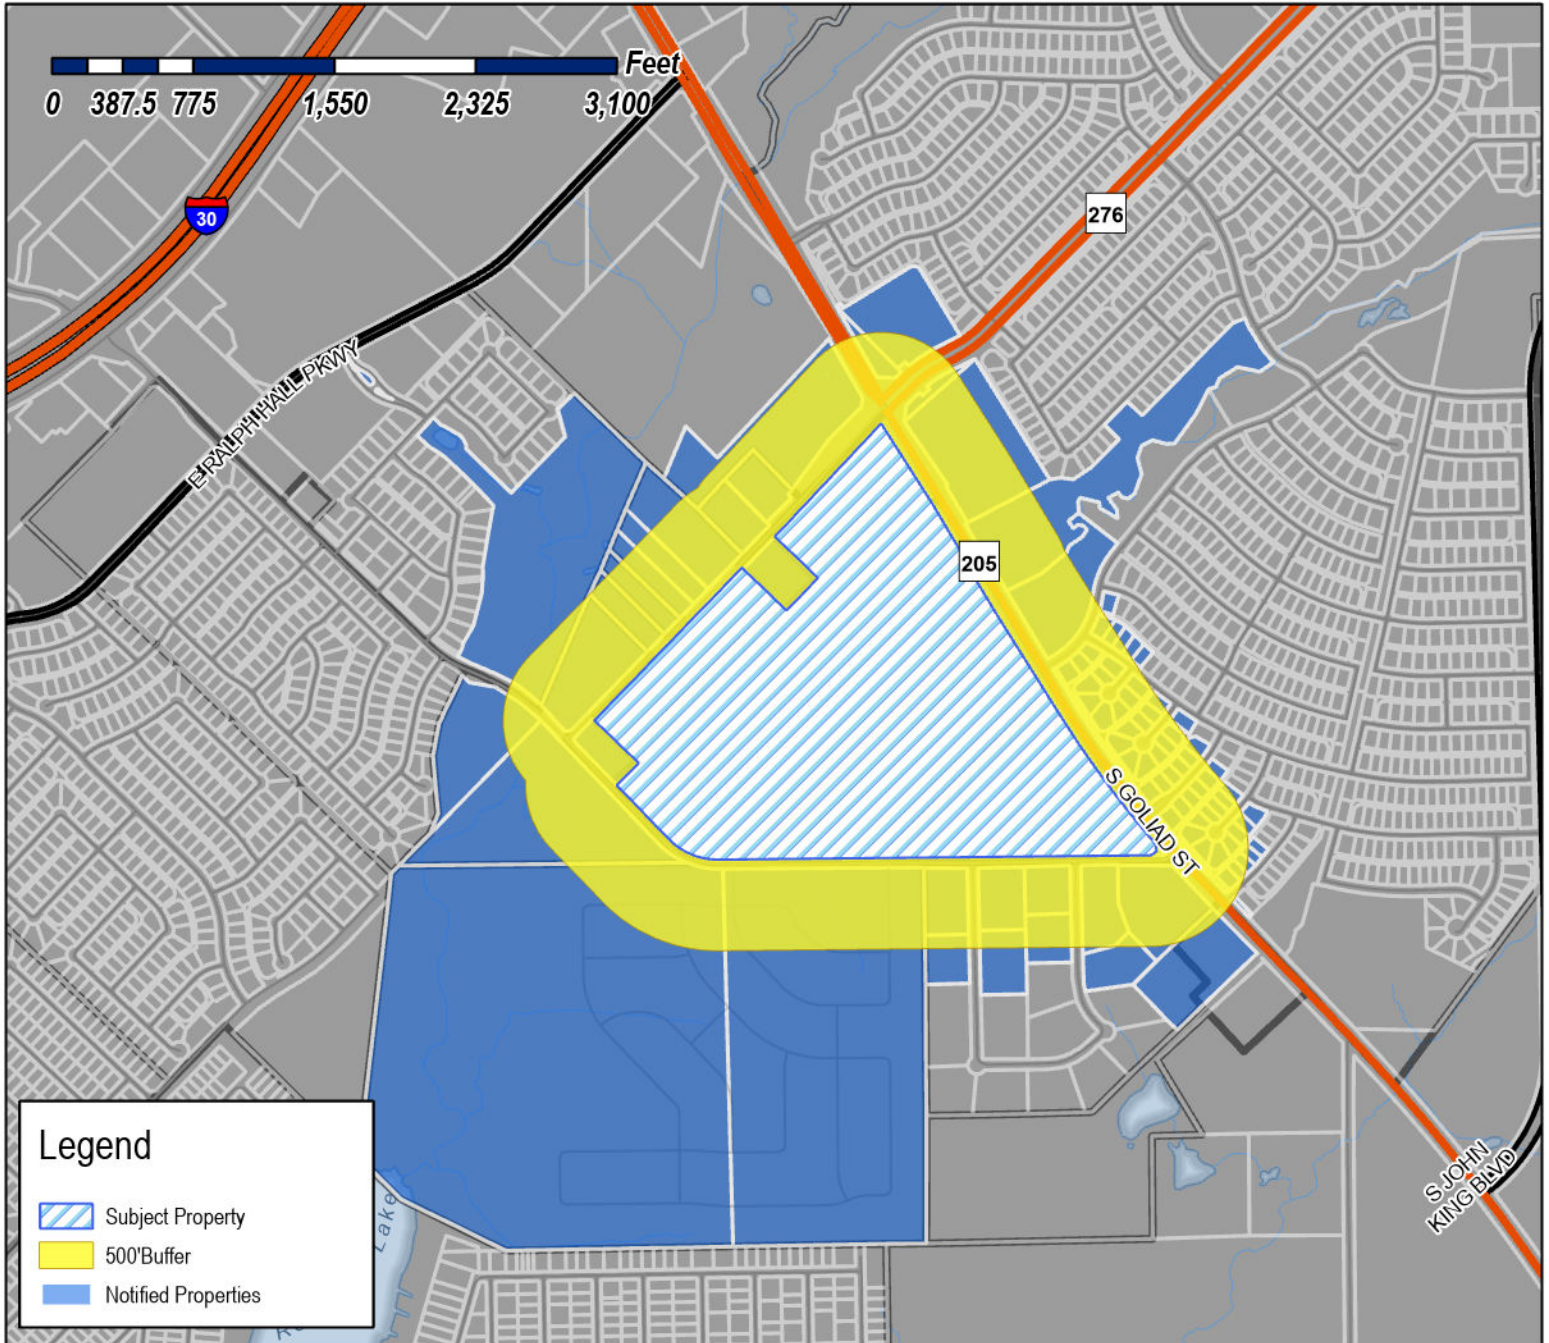 Feet
0 387.5 775 1,550 2,325 3,100
30
276
E RALPH HALL PKWY
205
S GOLIAD ST
S JOHN
KING BLVD
Lake
Legend
Subject Property
500'Buffer
Notified Properties